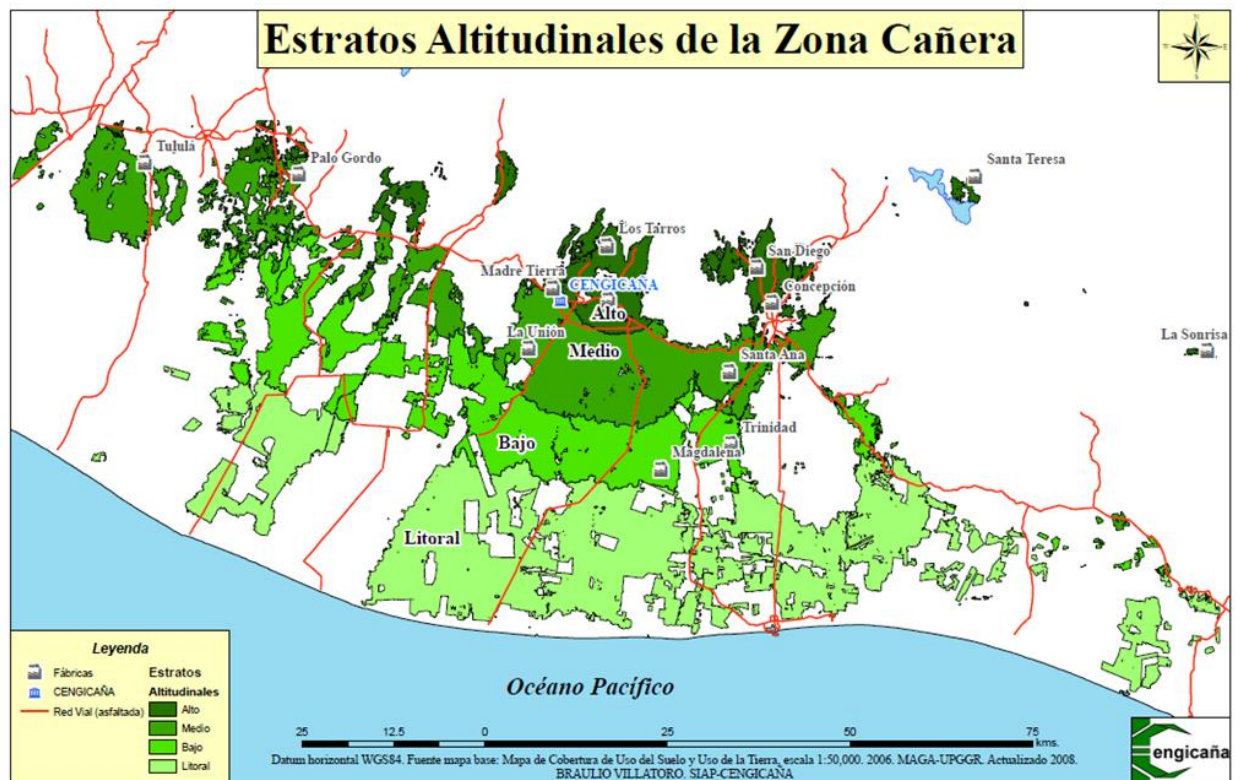 Estratos Altitudinales de la Zona Cañera
Tululá
Palo Gordo
Santa Teresa
Los Tarros
San Diego
Madre Tierra
CENGICAÑA
Concepción
Alto
La Unión
Medio
Santa Ana
La Sonrisa
Bajo
Trinidad
Magdalena
Litoral
Océano Pacífico
Leyenda
Fábricas
CENGICAÑA
Red Vial (asfaltada)
Estratos
Altitudinales
Alto
Medio
Bajo
Litoral
25 12.5 0 25 50 75
kms.
Datum horizontal WGS84. Fuente mapa base: Mapa de Cobertura de Uso del Suelo y Uso de la Tierra, escala 1:50,000. 2006. MAGA-UPGGR. Actualizado 2008.
BRAULIO VILLATORO. SIAP-CENGICAÑA
engicaña